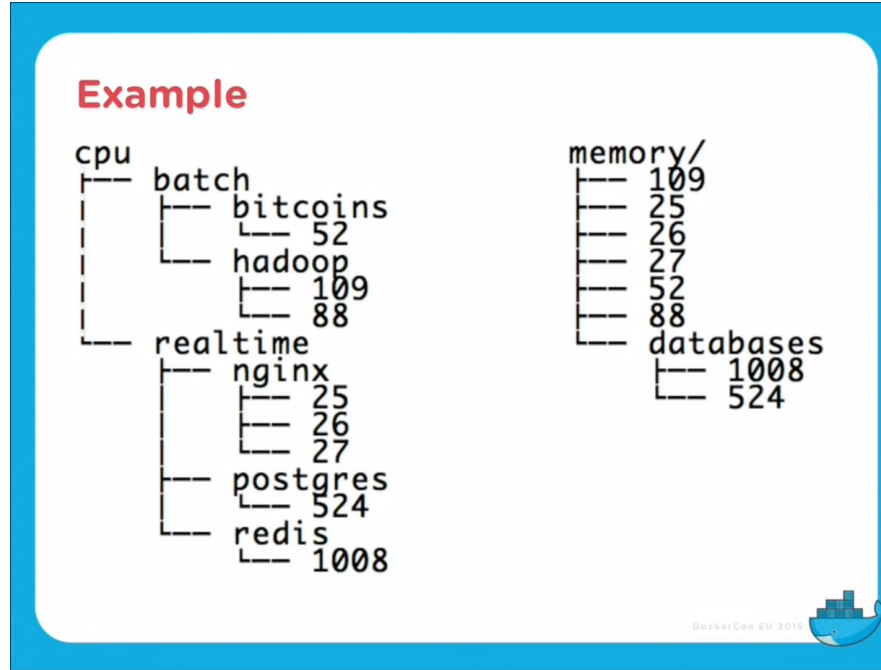 Example
cpu
├── batch
│   ├── bitcoins
│   │   └── 52
│   └── hadoop
│       ├── 109
│       └── 88
└── realtime
    ├── nginx
    │   ├── 25
    │   ├── 26
    │   └── 27
    ├── postgres
    │   └── 524
    └── redis
        └── 1008
memory/
├── 109
├── 25
├── 26
├── 27
├── 52
├── 88
└── databases
    ├── 1008
    └── 524
DockerCon EU 2015